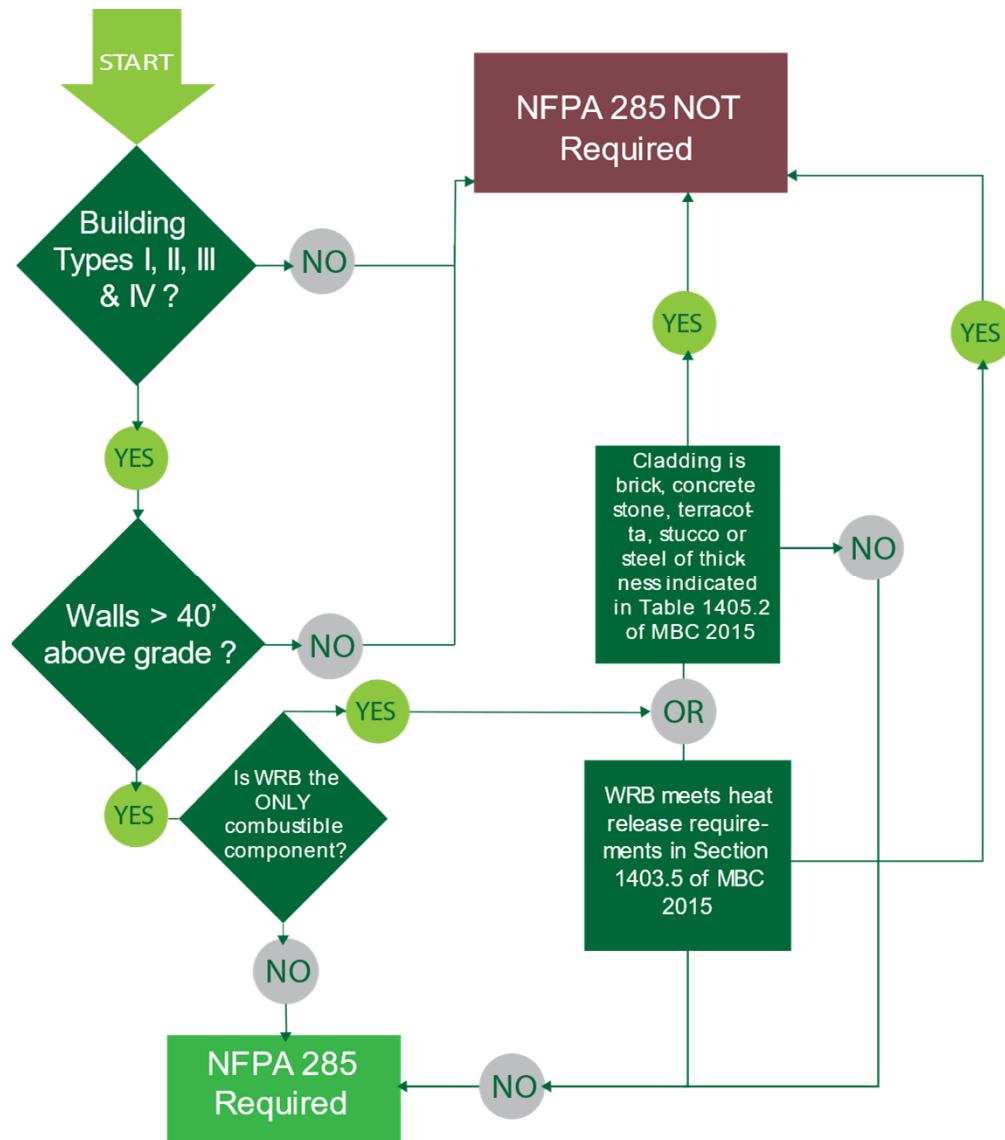 START
NFPA 285 NOT
Required
Building
Types I, II, III
& IV ?
NO
YES
YES
YES
Cladding is
brick, concrete
stone, terracot-
ta, stucco or
steel of thick-
ness indicated
in Table 1405.2
of MBC 2015
NO
Walls > 40’
above grade ?
NO
YES
OR
YES
Is WRB the
ONLY
combustible
component?
WRB meets heat
release require-
ments in Section
1403.5 of MBC
2015
NO
NFPA 285
Required
NO